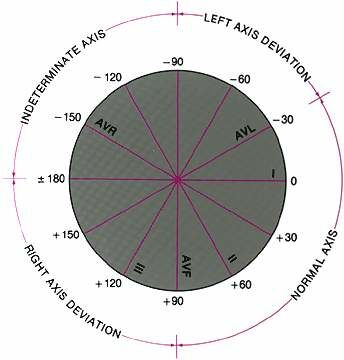 LEFT AXIS DEVIATION
INDETERMINATE AXIS
−90
−120
−60
−150
−30
AVR
AVL
± 180
I
0
+150
+30
III
AVF
II
+120
+60
+90
RIGHT AXIS DEVIATION
NORMAL AXIS